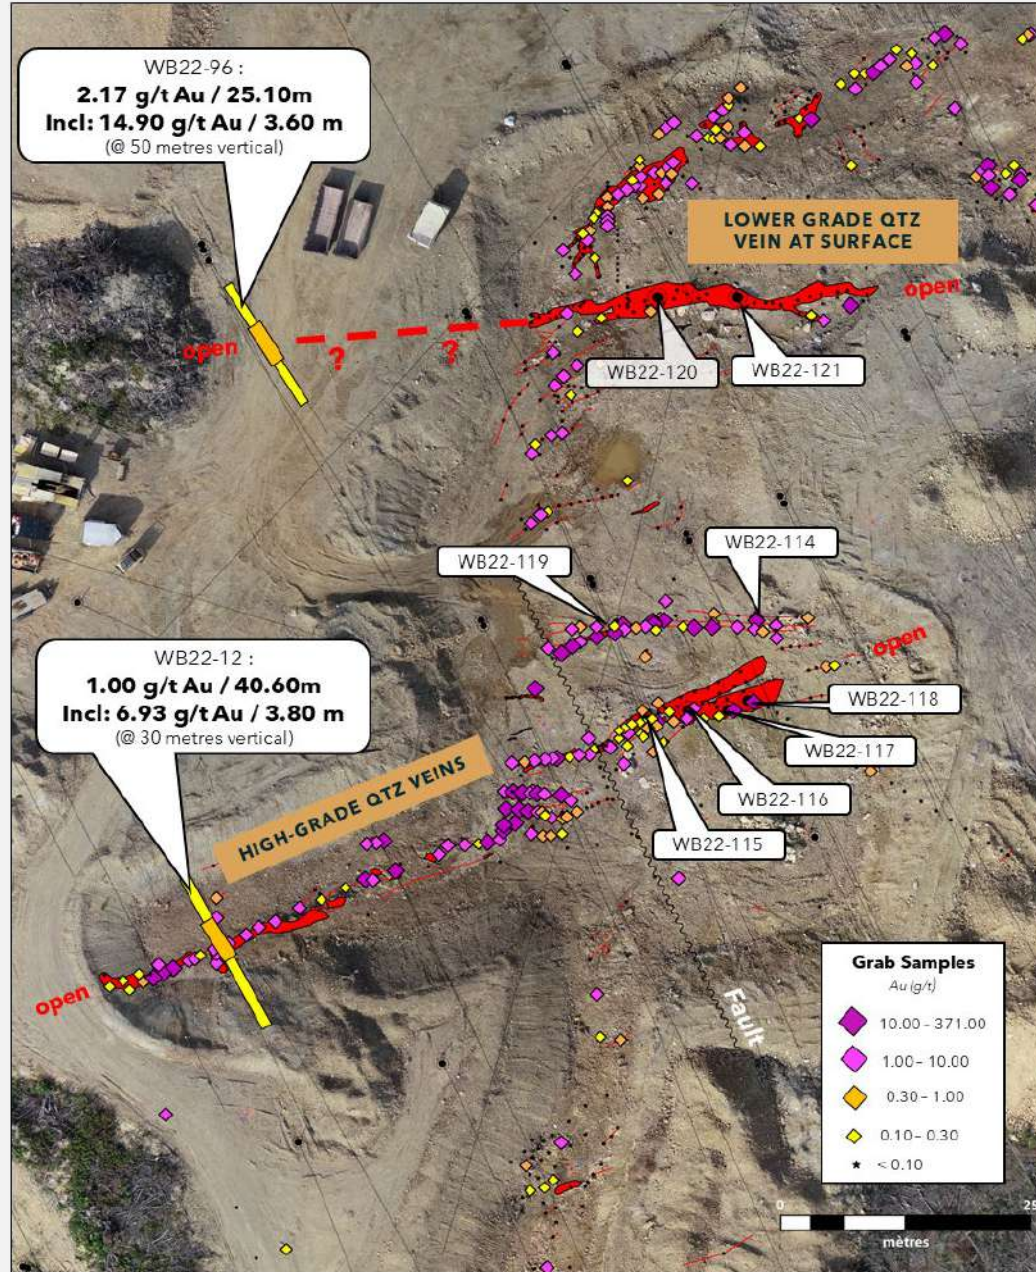 WB22-96 :
2.17 g/t Au / 25.10m
Incl: 14.90 g/t Au / 3.60 m
(@ 50 metres vertical)
LOWER GRADE QTZ
VEIN AT SURFACE
open
open
?
?
WB22-120
WB22-121
WB22-119
WB22-114
open
WB22-12 :
1.00 g/t Au / 40.60m
Incl: 6.93 g/t Au / 3.80 m
(@ 30 metres vertical)
WB22-118
WB22-117
HIGH-GRADE QTZ VEINS
WB22-116
WB22-115
open
Fault
Grab Samples
Au (g/t)
10.00 - 371.00
1.00 - 10.00
0.30 - 1.00
0.10 - 0.30
< 0.10
0
mètres